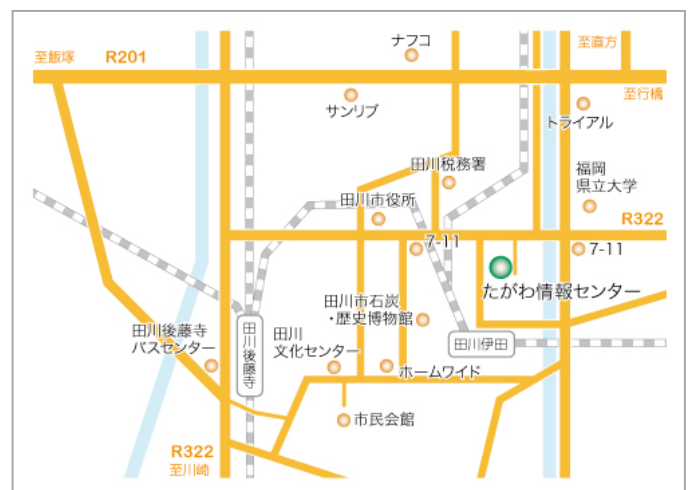 ナフコ
至直方
至飯塚
R201
至行橋
サンリブ
トライアル
田川税務署
福岡
県立大学
田川市役所
R322
7-11
7-11
たがわ情報センター
田川市石炭
・歴史博物館
田川後藤寺
バスセンター
田川後藤寺
田川
文化センター
田川伊田
ホームワイド
市民会館
R322
至川崎